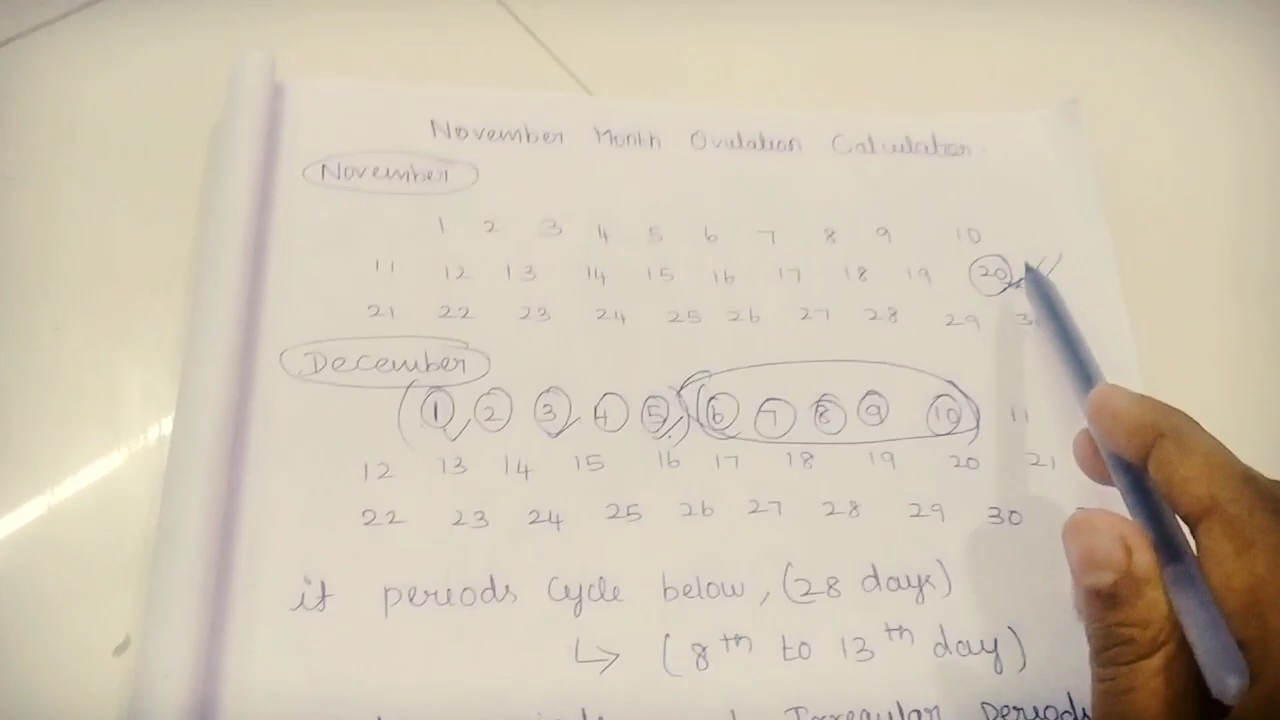 November Month Ovulation Calculator
November
1 2 3 4 5 6 7 8 9 10
11 12 13 14 15 16 17 18 19 20
21 22 23 24 25 26 27 28 29
December
1 2 3 4 5 6 7 8 9 10 11
12 13 14 15 16 17 18 19 20 21
22 23 24 25 26 27 28 29 30
if periods cycle below, (28 days)
↳ (8th to 13th day)
Irregular periods